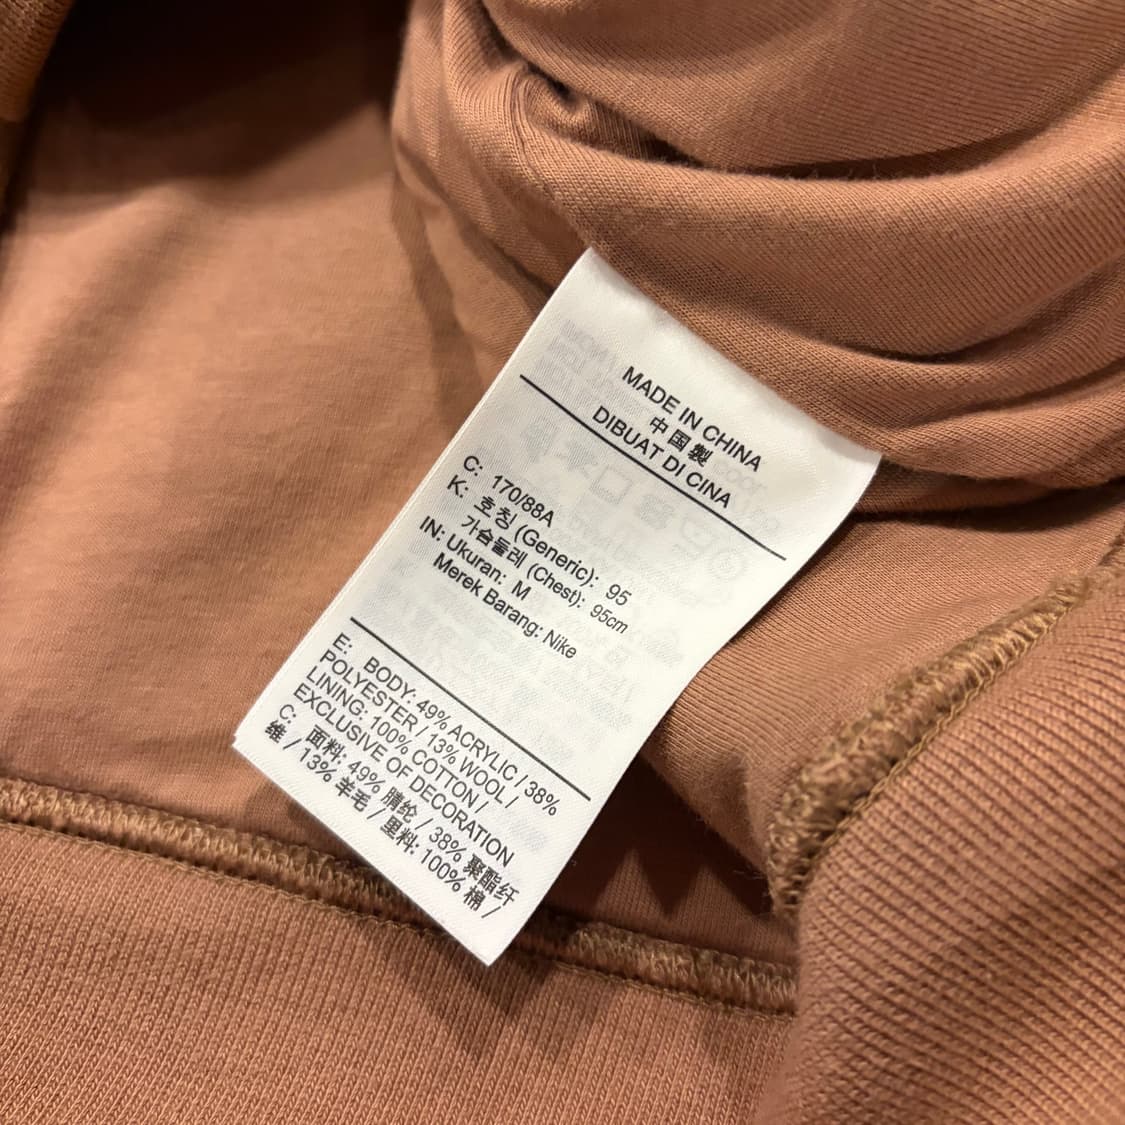 MADE IN CHINA
中国製
DIBUAT DI CINA
C: 170/88A
K: 호칭 (Generic): 95
가슴둘레 (Chest): 95cm
IN: Ukuran: M
Merek Barang: Nike
E: BODY: 49% ACRYLIC / 38%
POLYESTER / 13% WOOL /
LINING: 100% COTTON /
EXCLUSIVE OF DECORATION
C: 面料: 49% 腈纶 / 38% 聚酯纤
维 / 13% 羊毛 / 里料: 100% 棉 /